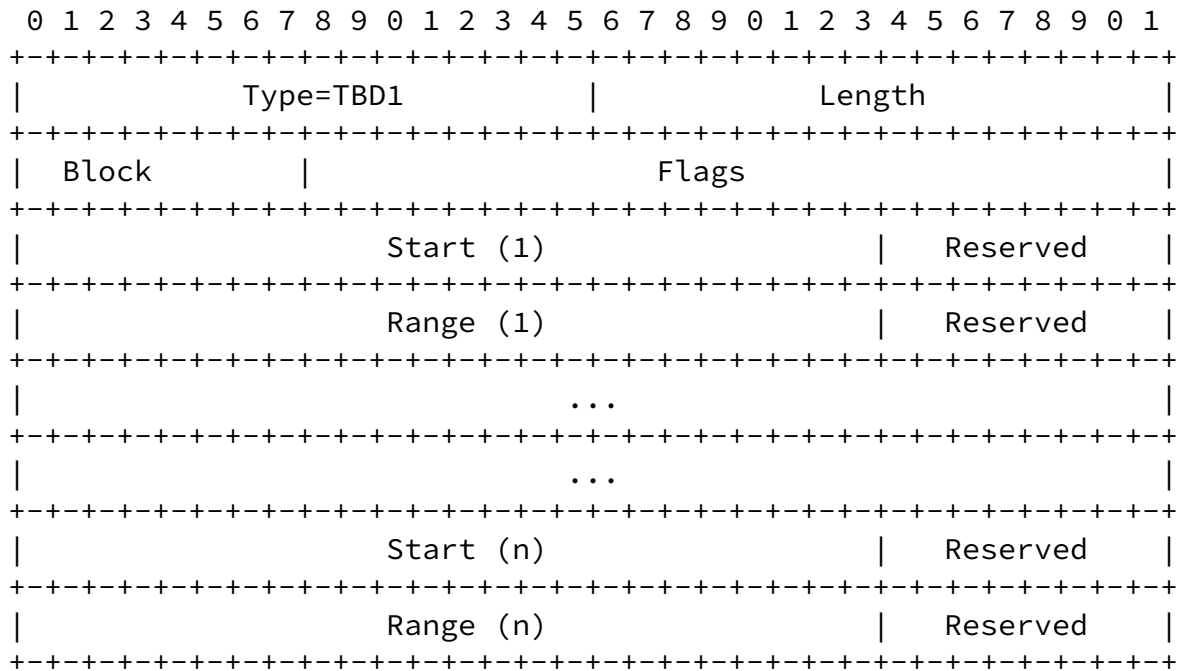 0 1 2 3 4 5 6 7 8 9 0 1 2 3 4 5 6 7 8 9 0 1 2 3 4 5 6 7 8 9 0 1
+-+-+-+-+-+-+-+-+-+-+-+-+-+-+-+-+-+-+-+-+-+-+-+-+-+-+-+-+-+-+-+-+
|            Type=TBD1           |            Length             |
+-+-+-+-+-+-+-+-+-+-+-+-+-+-+-+-+-+-+-+-+-+-+-+-+-+-+-+-+-+-+-+-+
|  Block        |                   Flags                       |
+-+-+-+-+-+-+-+-+-+-+-+-+-+-+-+-+-+-+-+-+-+-+-+-+-+-+-+-+-+-+-+-+
|                    Start (1)                  |   Reserved    |
+-+-+-+-+-+-+-+-+-+-+-+-+-+-+-+-+-+-+-+-+-+-+-+-+-+-+-+-+-+-+-+-+
|                    Range (1)                  |   Reserved    |
+-+-+-+-+-+-+-+-+-+-+-+-+-+-+-+-+-+-+-+-+-+-+-+-+-+-+-+-+-+-+-+-+
|                              ...                              |
+-+-+-+-+-+-+-+-+-+-+-+-+-+-+-+-+-+-+-+-+-+-+-+-+-+-+-+-+-+-+-+-+
|                              ...                              |
+-+-+-+-+-+-+-+-+-+-+-+-+-+-+-+-+-+-+-+-+-+-+-+-+-+-+-+-+-+-+-+-+
|                    Start (n)                  |   Reserved    |
+-+-+-+-+-+-+-+-+-+-+-+-+-+-+-+-+-+-+-+-+-+-+-+-+-+-+-+-+-+-+-+-+
|                    Range (n)                  |   Reserved    |
+-+-+-+-+-+-+-+-+-+-+-+-+-+-+-+-+-+-+-+-+-+-+-+-+-+-+-+-+-+-+-+-+